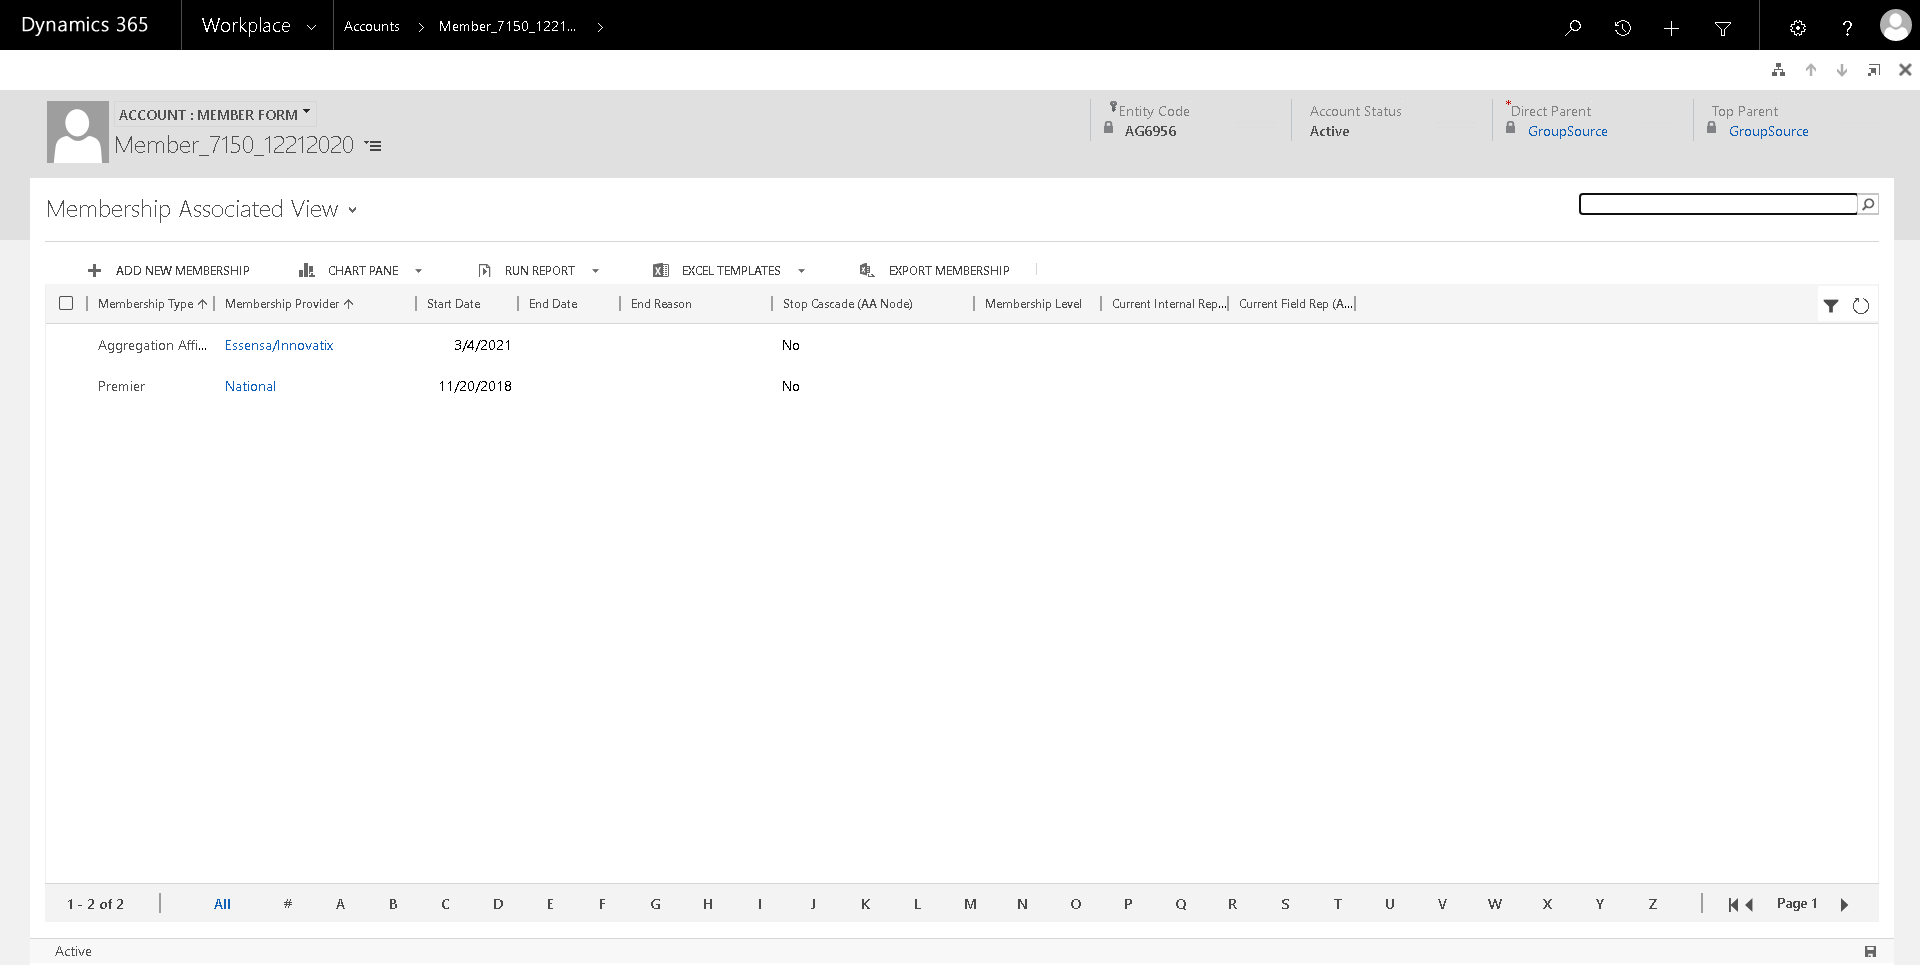 Dynamics 365 Workplace Accounts Member_7150_1221...
ACCOUNT : MEMBER FORM
Member_7150_12212020
Entity Code
AG6956
Account Status
Active
*Direct Parent
GroupSource
Top Parent
GroupSource
Membership Associated View
ADD NEW MEMBERSHIP CHART PANE RUN REPORT EXCEL TEMPLATES EXPORT MEMBERSHIP
Membership Type Membership Provider Start Date End Date End Reason Stop Cascade (AA Node) Membership Level Current Internal Rep... Current Field Rep (A...
Aggregation Affi... Essensa/Innovatix 3/4/2021 No
Premier National 11/20/2018 No
1 - 2 of 2 All # A B C D E F G H I J K L M N O P Q R S T U V W X Y Z Page 1
Active